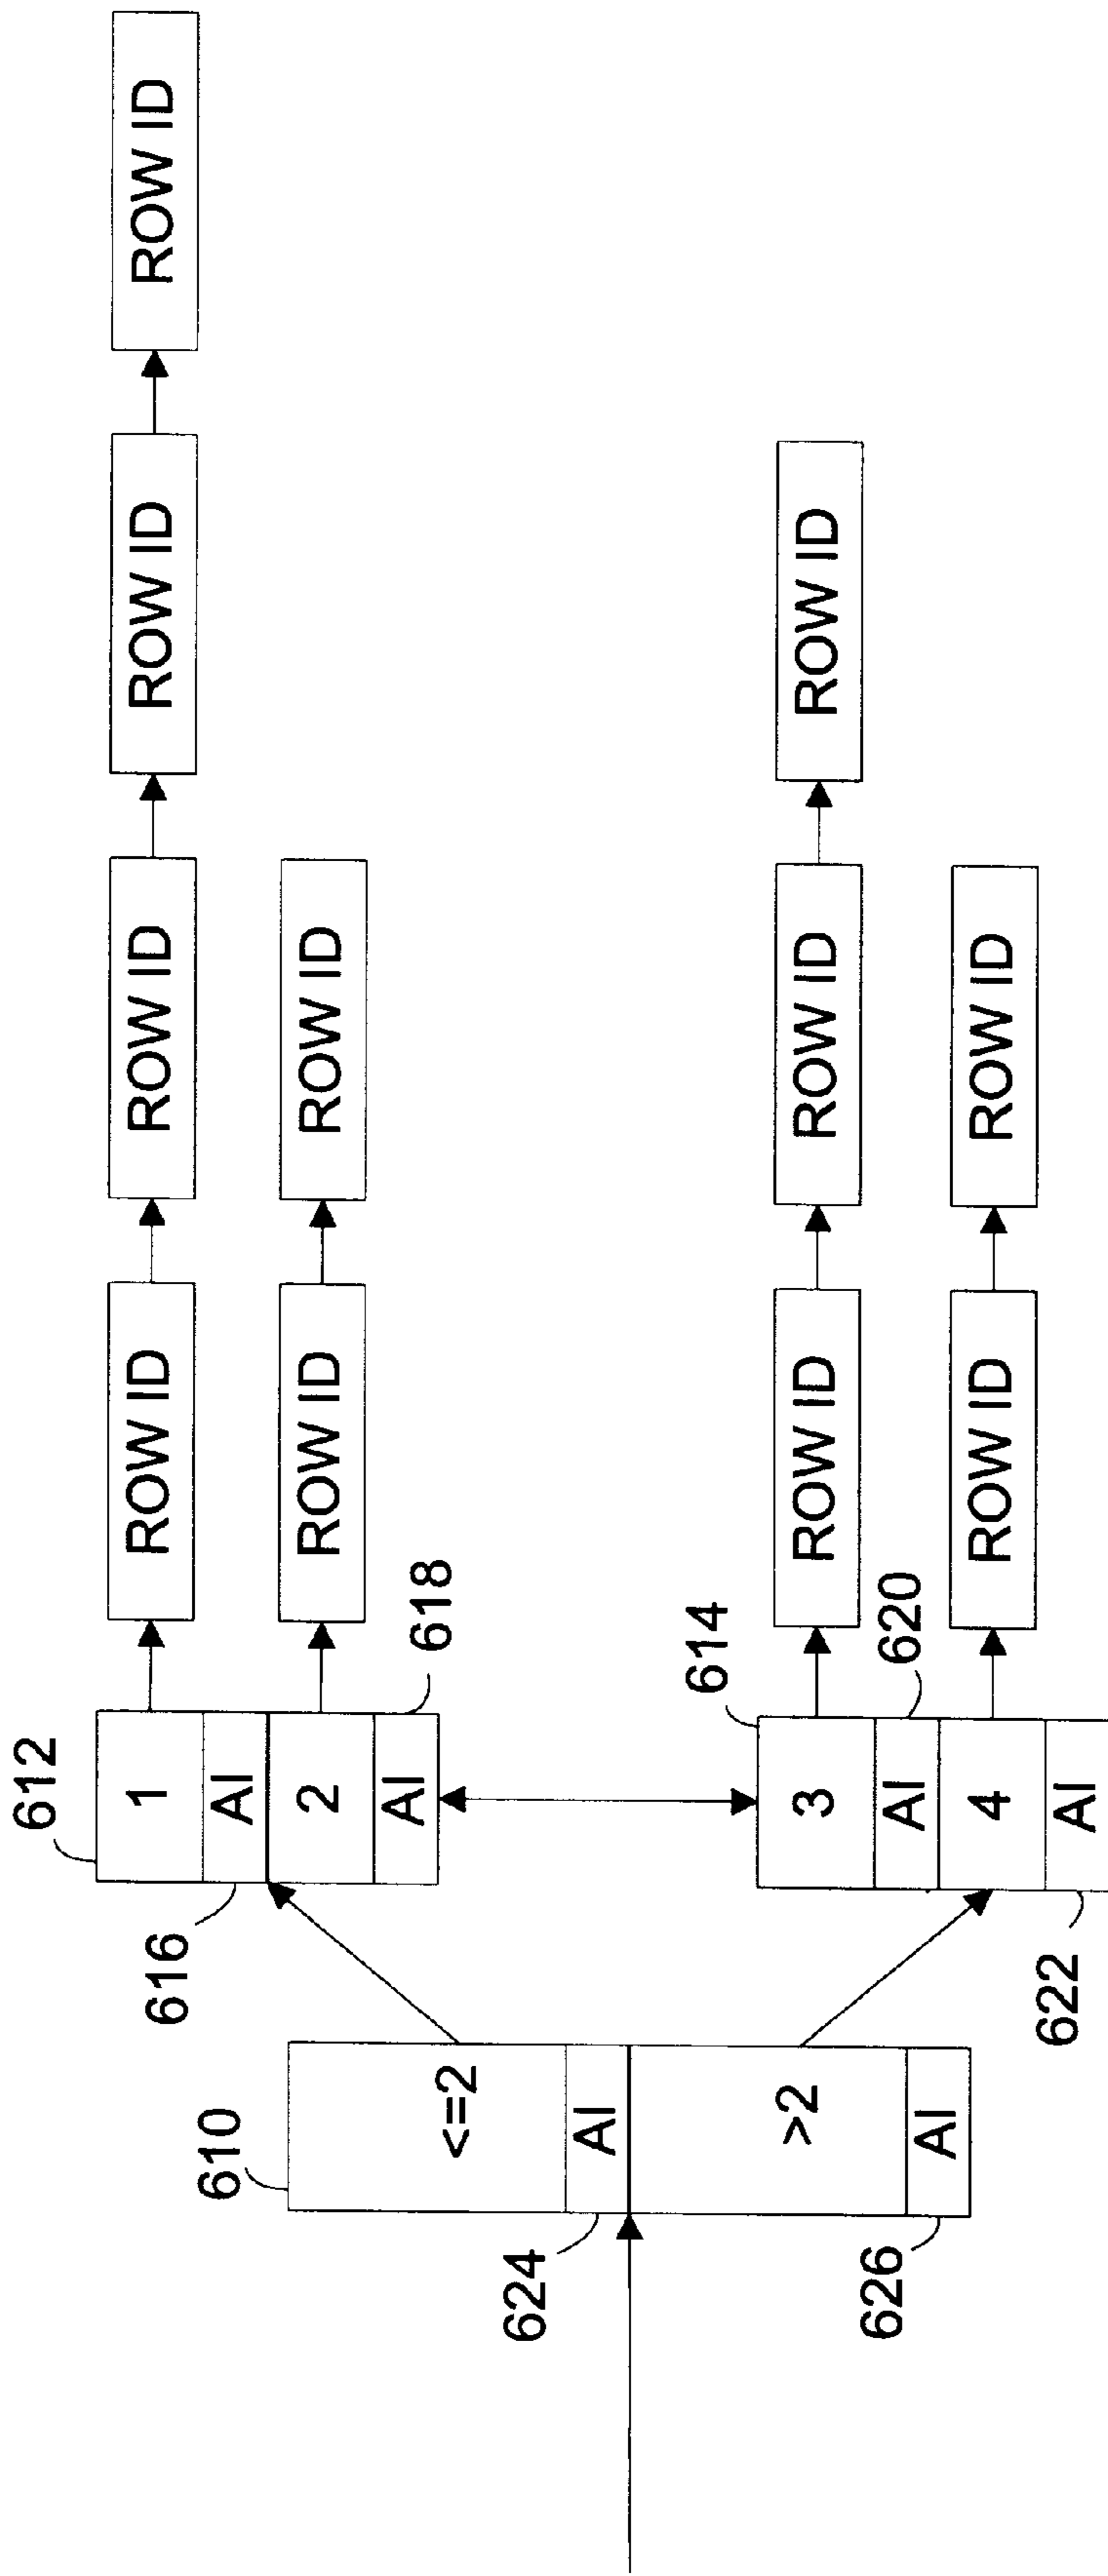 612
1
ROW ID
ROW ID
ROW ID
ROW ID
616
AI
2
ROW ID
ROW ID
AI
618
610
<=2
624
AI
>2
626
AI
614
3
ROW ID
ROW ID
ROW ID
AI
620
4
ROW ID
ROW ID
622
AI